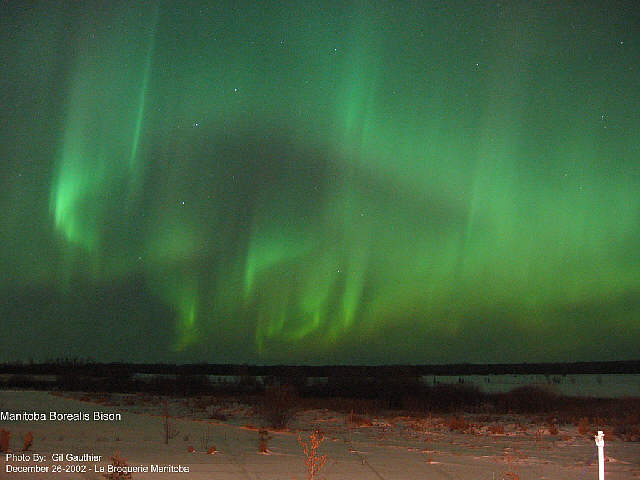 Manitoba Borealis Bison
Photo By: Gil Gauthier
December 26-2002 - La Broquerie Manitoba